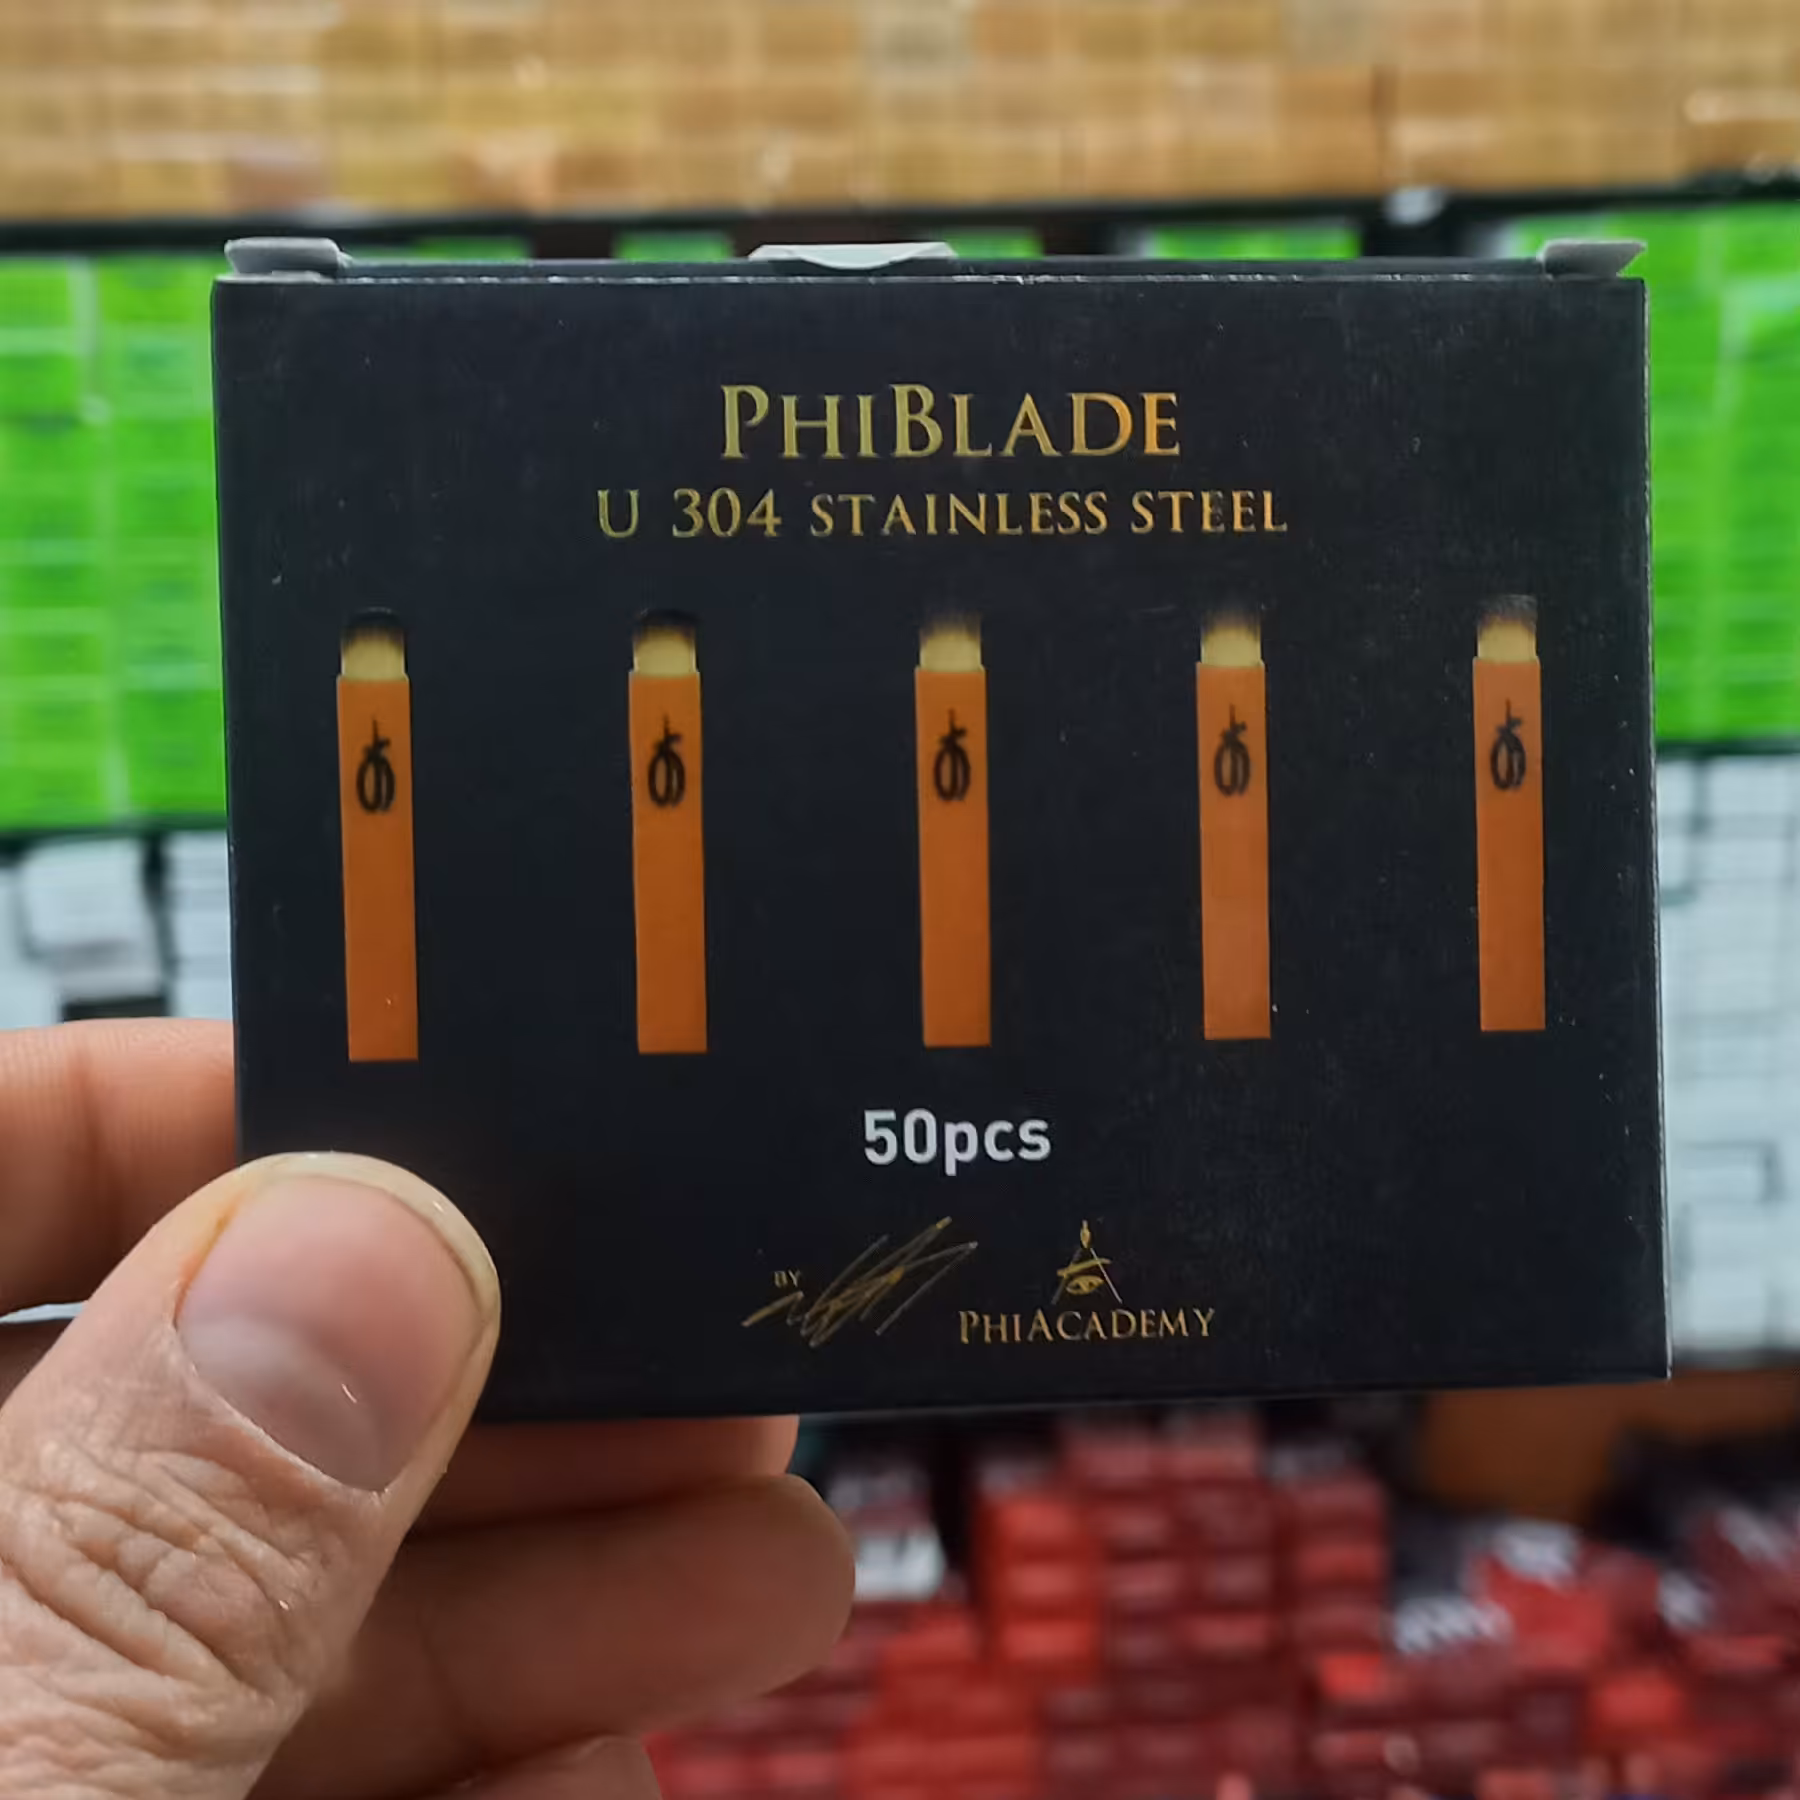 PHIBLADE
U 304 STAINLESS STEEL
50pcs
BY
PHIACADEMY